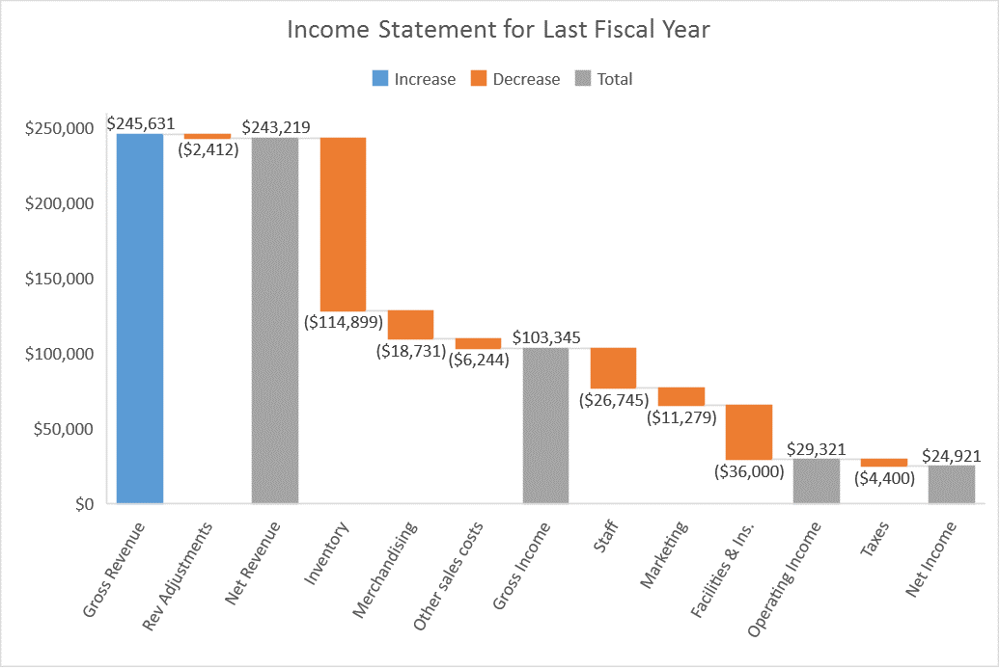 Income Statement for Last Fiscal Year
Increase Decrease Total
$250,000
$200,000
$150,000
$100,000
$50,000
$0
$245,631
($2,412)
$243,219
($114,899)
($18,731)
($6,244)
$103,345
($26,745)
($11,279)
($36,000)
$29,321
($4,400)
$24,921
Gross Revenue
Rev Adjustments
Net Revenue
Inventory
Merchandising
Other sales costs
Gross Income
Staff
Marketing
Facilities & Ins.
Operating Income
Taxes
Net Income